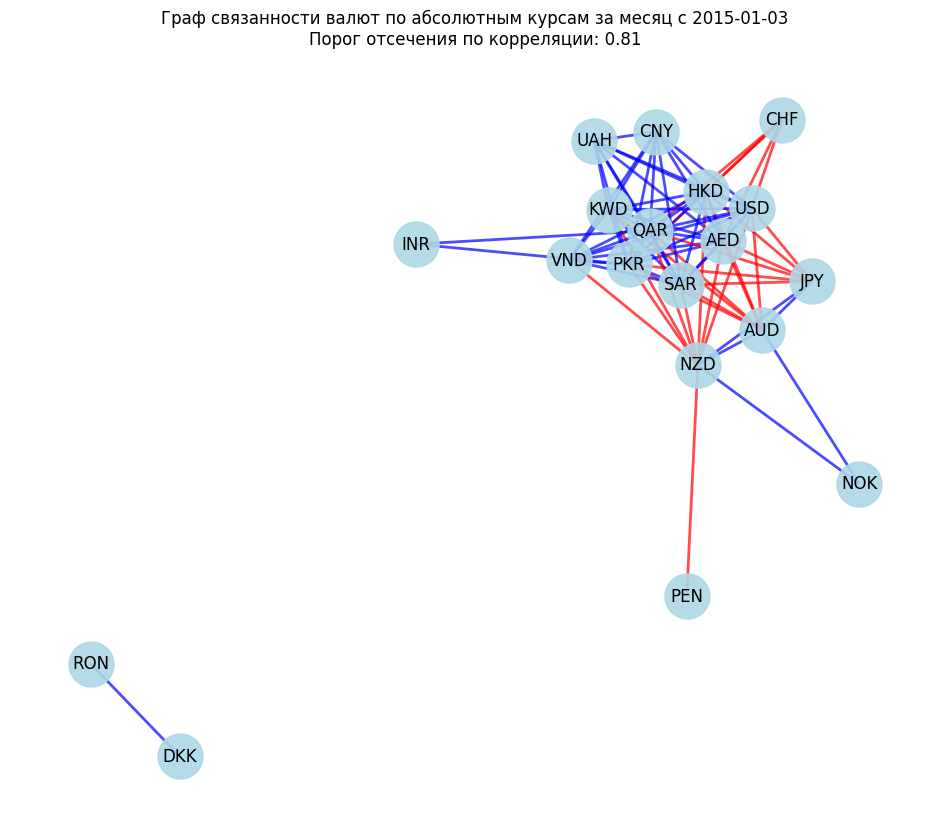 Граф связанности валют по абсолютным курсам за месяц с 2015-01-03
Порог отсечения по корреляции: 0.81
CHF
CNY
UAH
HKD
USD
KWD
QAR
AED
INR
VND
PKR
SAR
JPY
AUD
NZD
NOK
PEN
RON
DKK